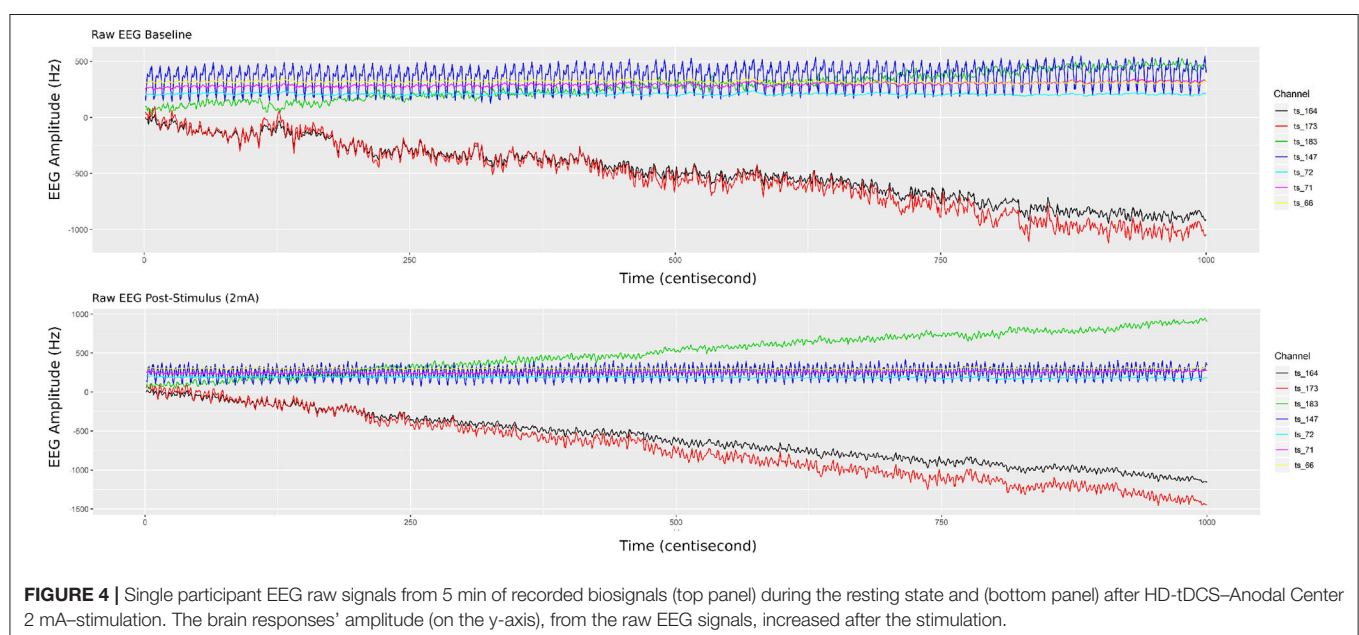 Raw EEG Baseline
500
0
-500
-1000
EEG Amplitude (Hz)
0 250 500 750 1000
Time (centisecond)
Channel
ts_164
ts_173
ts_183
ts_147
ts_72
ts_71
ts_66
Raw EEG Post-Stimulus (2mA)
1000
500
0
-500
-1000
-1500
EEG Amplitude (Hz)
0 250 500 750 1000
Time (centisecond)
Channel
ts_164
ts_173
ts_183
ts_147
ts_72
ts_71
ts_66
FIGURE 4 | Single participant EEG raw signals from 5 min of recorded biosignals (top panel) during the resting state and (bottom panel) after HD-tDCS–Anodal Center
2 mA–stimulation. The brain responses’ amplitude (on the y-axis), from the raw EEG signals, increased after the stimulation.